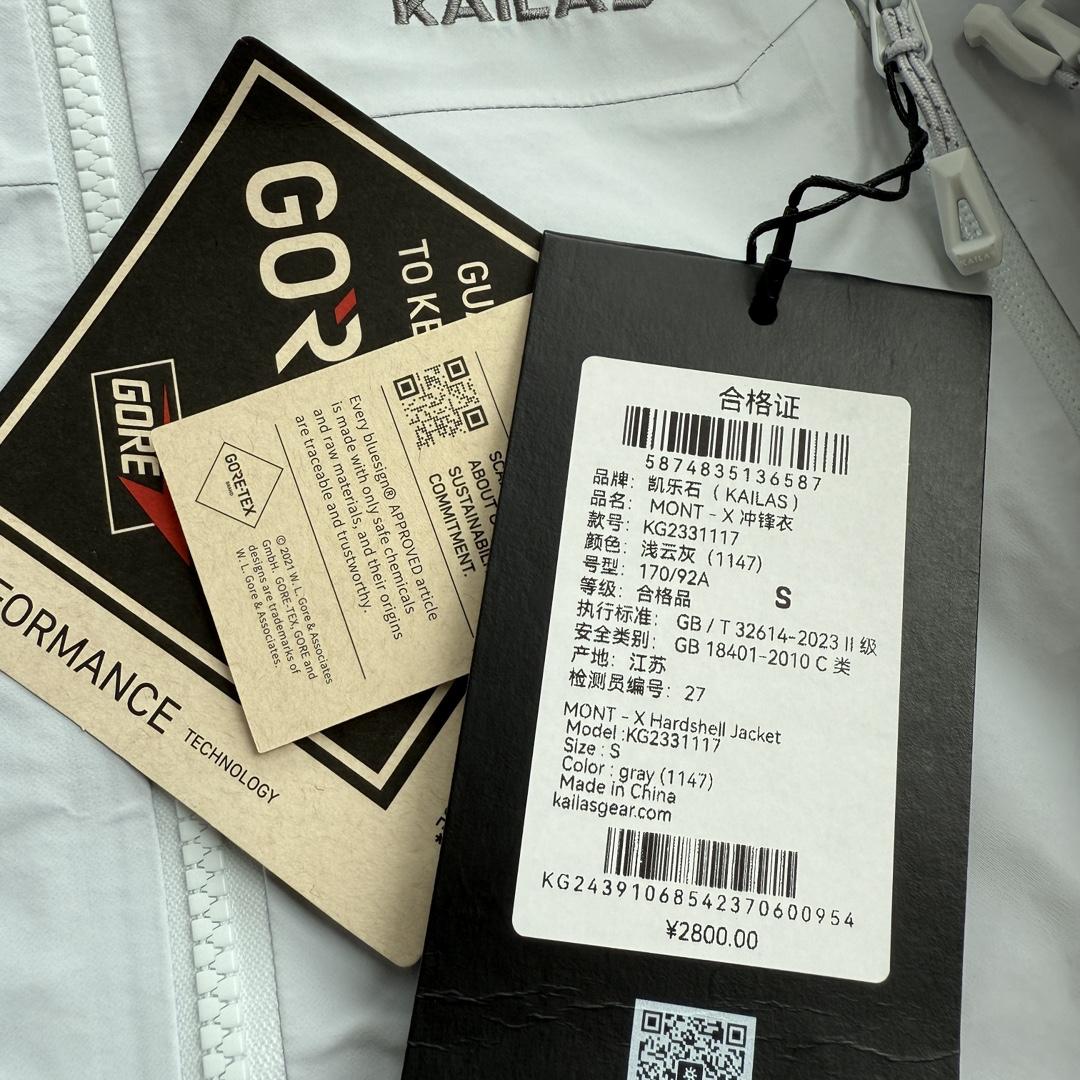 KAILAS
GORE
TO KE
GORE
FORMANCE
TECHNOLOGY
Every bluesign® APPROVED article
is made with only safe chemicals
and raw materials, and their origins
are traceable and trustworthy.
ABOUT
SUSTAINABIL
COMMITMENT.
GORE-TEX
BRAND
© 2021 W. L. Gore & Associates
GmbH. GORE-TEX, GORE and
designs are trademarks of
W. L. Gore & Associates.
合格证
5874835136587
品牌: 凯乐石 ( KAILAS )
品名: MONT - X 冲锋衣
款号: KG2331117
颜色: 浅云灰 (1147)
号型: 170/92A
等级: 合格品 S
执行标准: GB / T 32614-2023 II 级
安全类别: GB 18401-2010 C 类
产地: 江苏
检测员编号: 27
MONT - X Hardshell Jacket
Model :KG2331117
Size : S
Color : gray (1147)
Made in China
kailasgear.com
KG24391068542370600954
¥2800.00